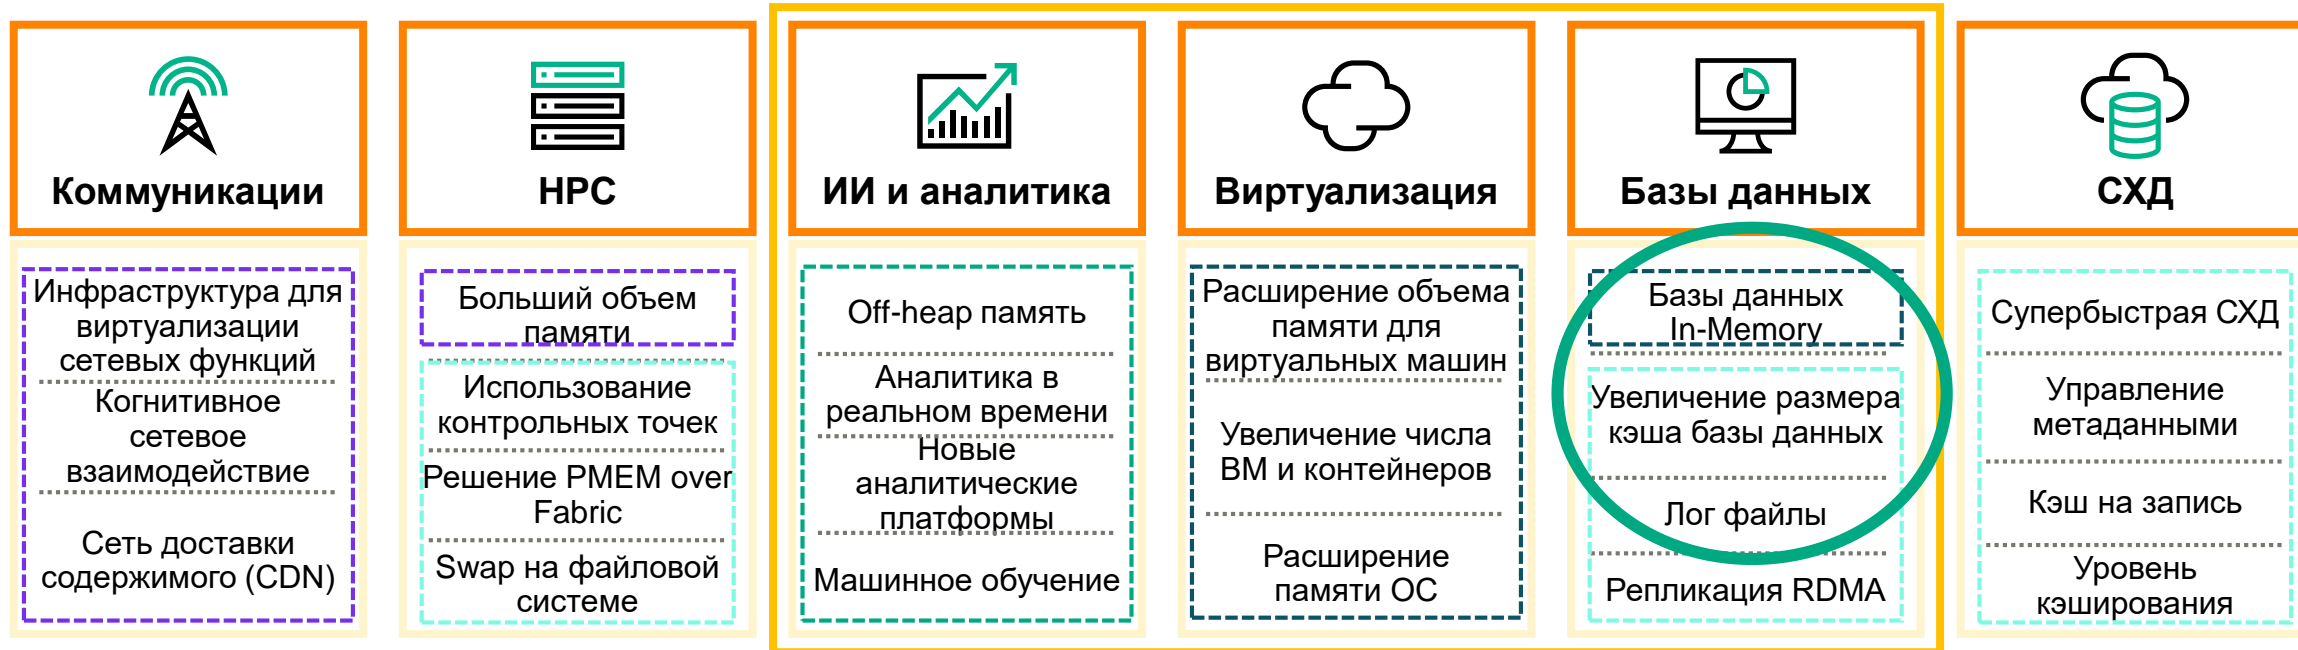 Коммуникации
Инфраструктура для
виртуализации
сетевых функций
Когнитивное
сетевое
взаимодействие
Сеть доставки
содержимого (CDN)
HPC
Больший объем
памяти
Использование
контрольных точек
Решение PMEM over
Fabric
Swap на файловой
системе
ИИ и аналитика
Off-heap память
Аналитика в
реальном времени
Новые
аналитические
платформы
Машинное обучение
Виртуализация
Расширение объема
памяти для
виртуальных машин
Увеличение числа
ВМ и контейнеров
Расширение
памяти ОС
Базы данных
Базы данных
In-Memory
Увеличение размера
кэша базы данных
Лог файлы
Репликация RDMA
СХД
Супербыстрая СХД
Управление
метаданными
Кэш на запись
Уровень
кэширования